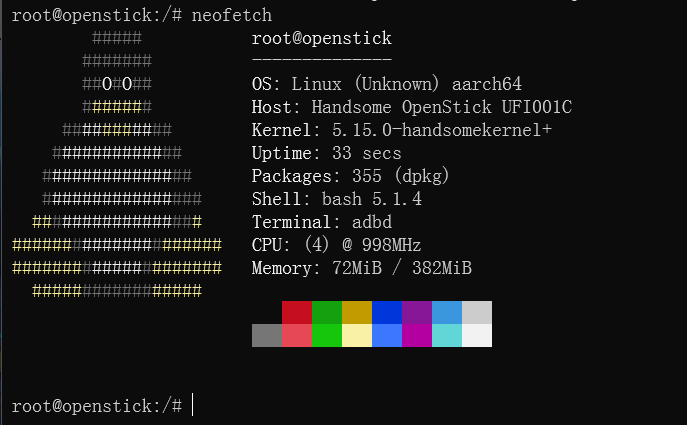 root@openstick:/# neofetch
root@openstick
--------------
OS: Linux (Unknown) aarch64
Host: Handsome OpenStick UFI001C
Kernel: 5.15.0-handsomekernel+
Uptime: 33 secs
Packages: 355 (dpkg)
Shell: bash 5.1.4
Terminal: adbd
CPU: (4) @ 998MHz
Memory: 72MiB / 382MiB
root@openstick:/#